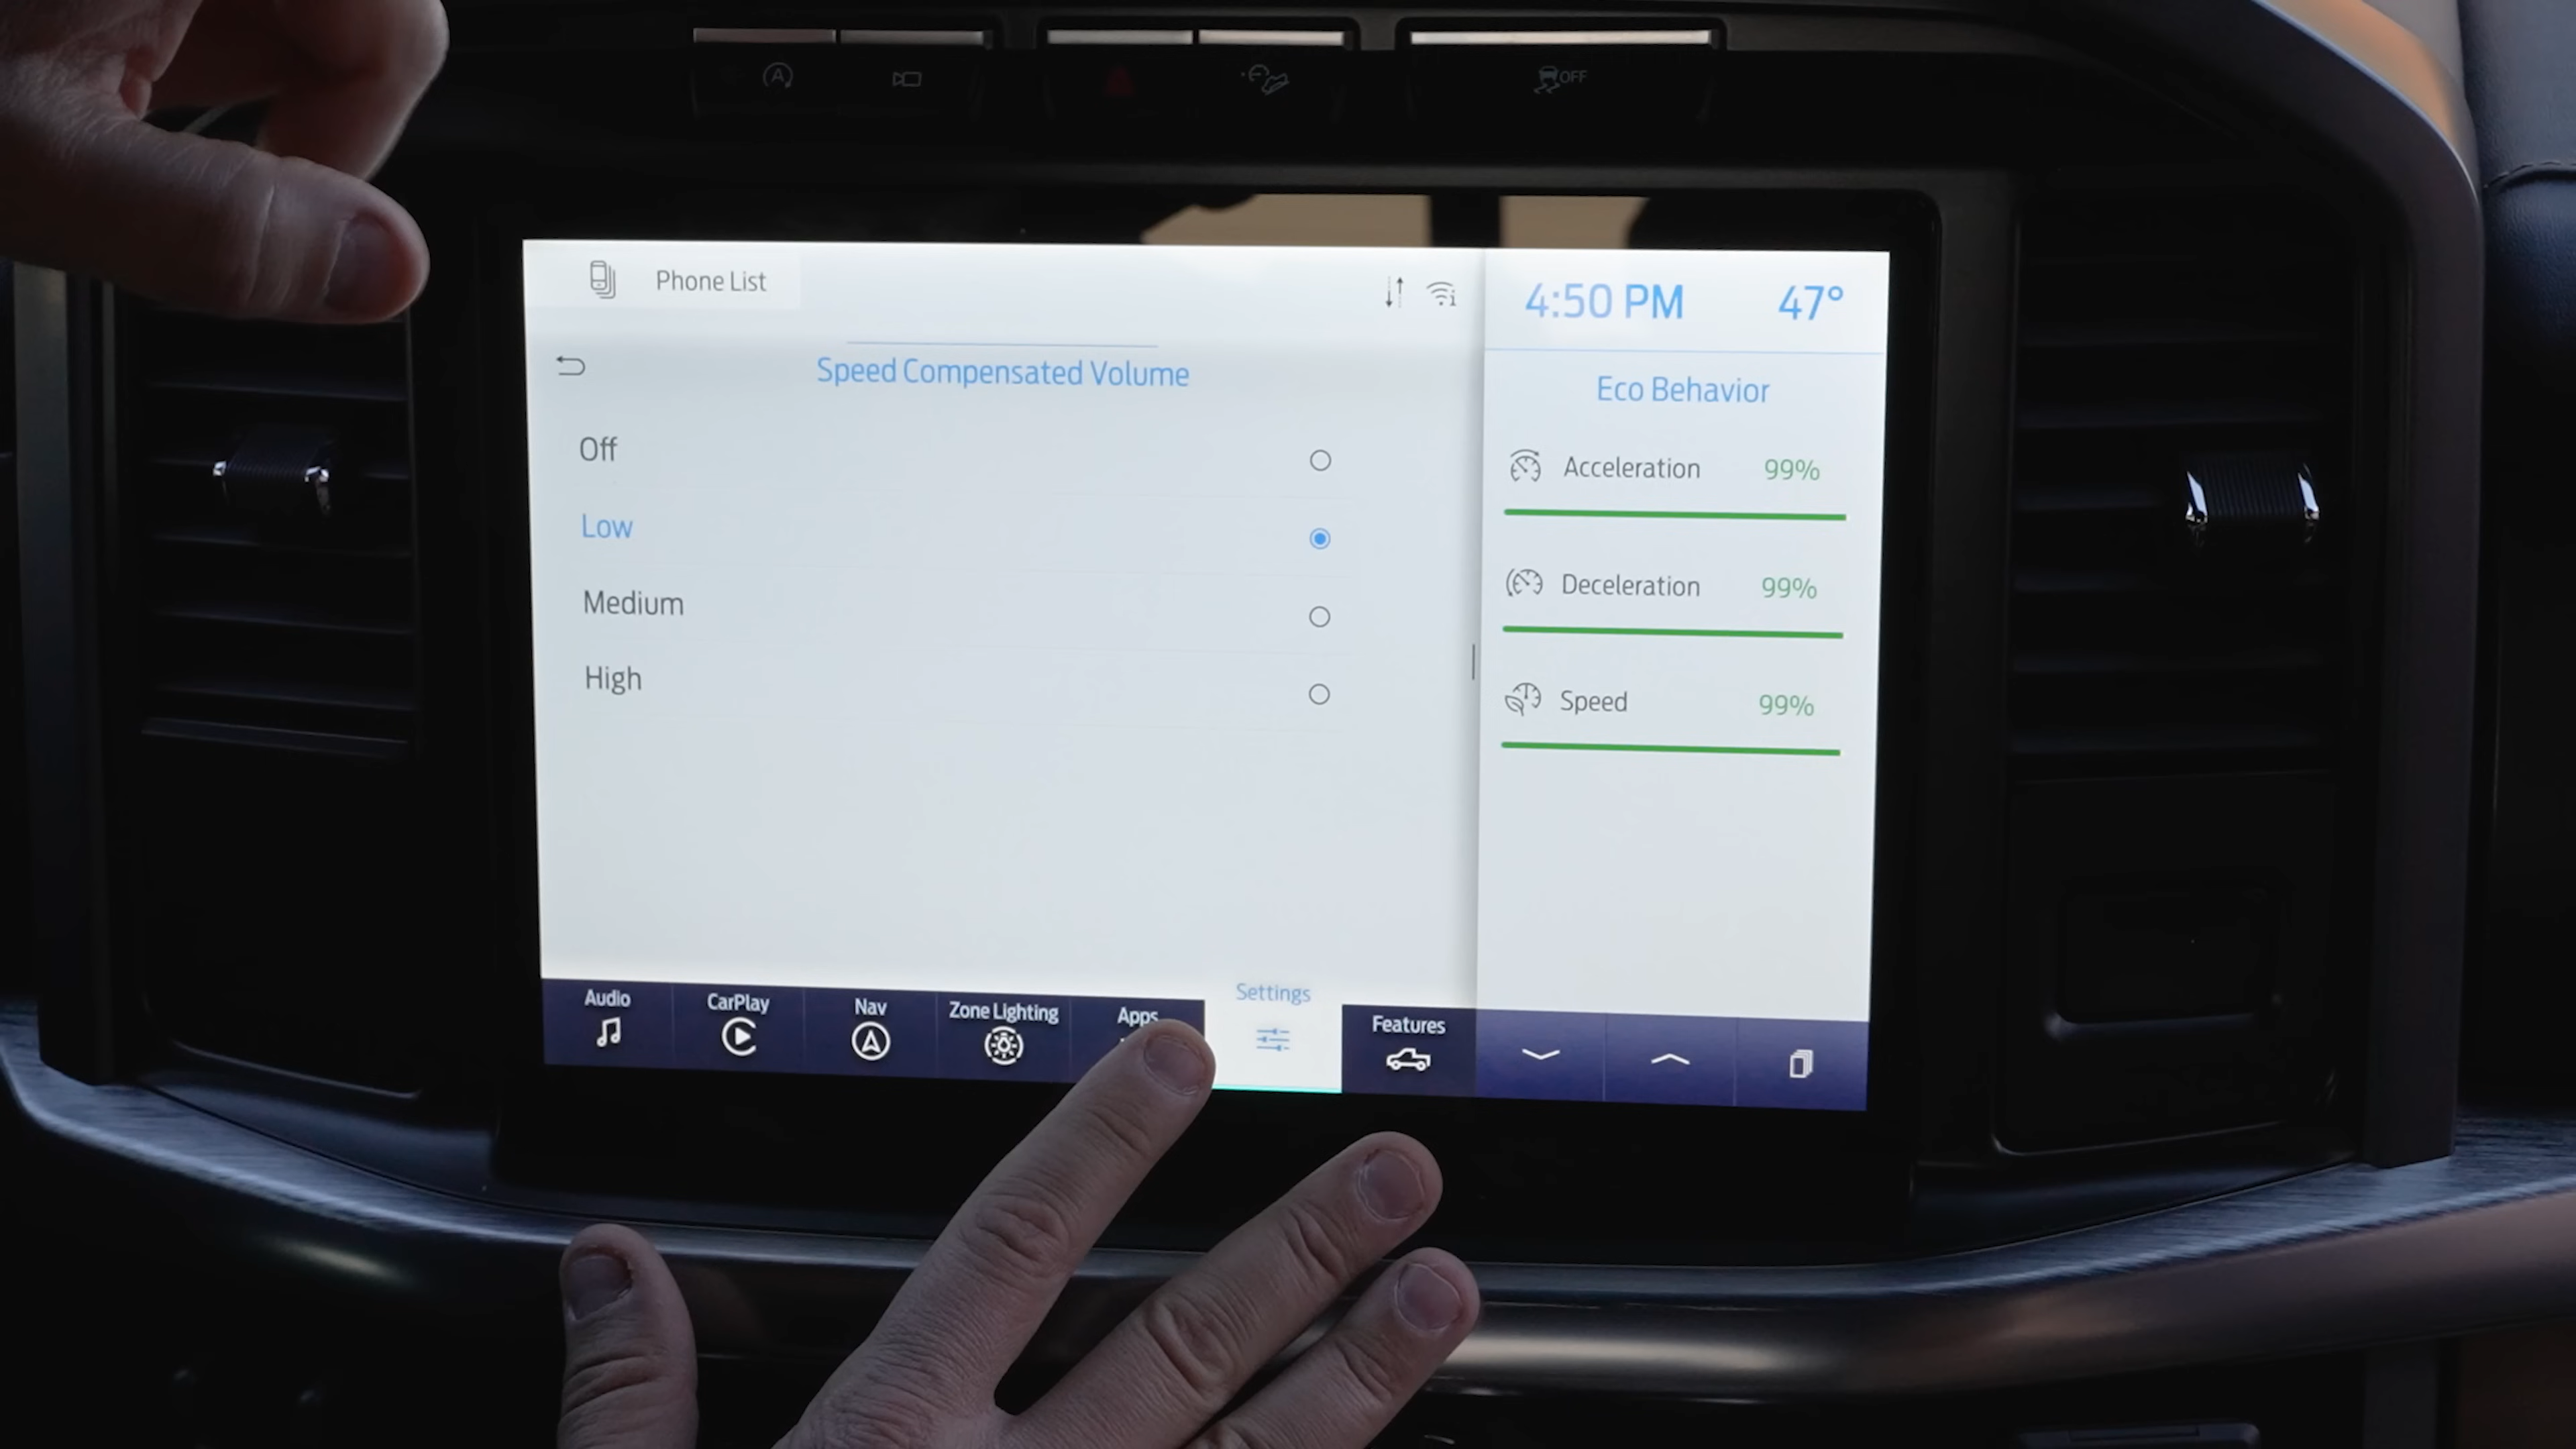 A
OFF
Phone List
4:50 PM 47°
Speed Compensated Volume
Off
Low
Medium
High
Eco Behavior
Acceleration 99%
Deceleration 99%
Speed 99%
Audio
CarPlay
Nav
Zone Lighting
Apps
Settings
Features